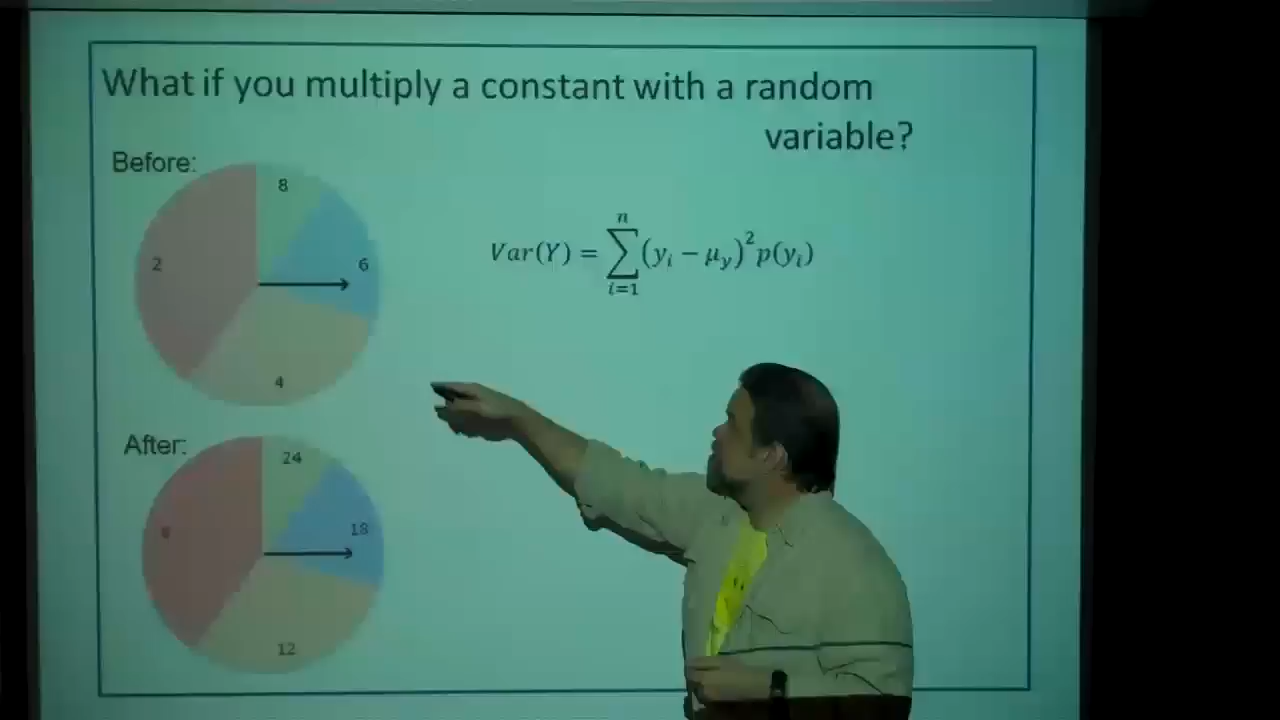 What if you multiply a constant with a random
variable?
Before:
8
2
6
4
Var(Y) = \sum_{i=1}^{n} (y_i − μ_y)^2 p(y_i)
After:
24
18
12